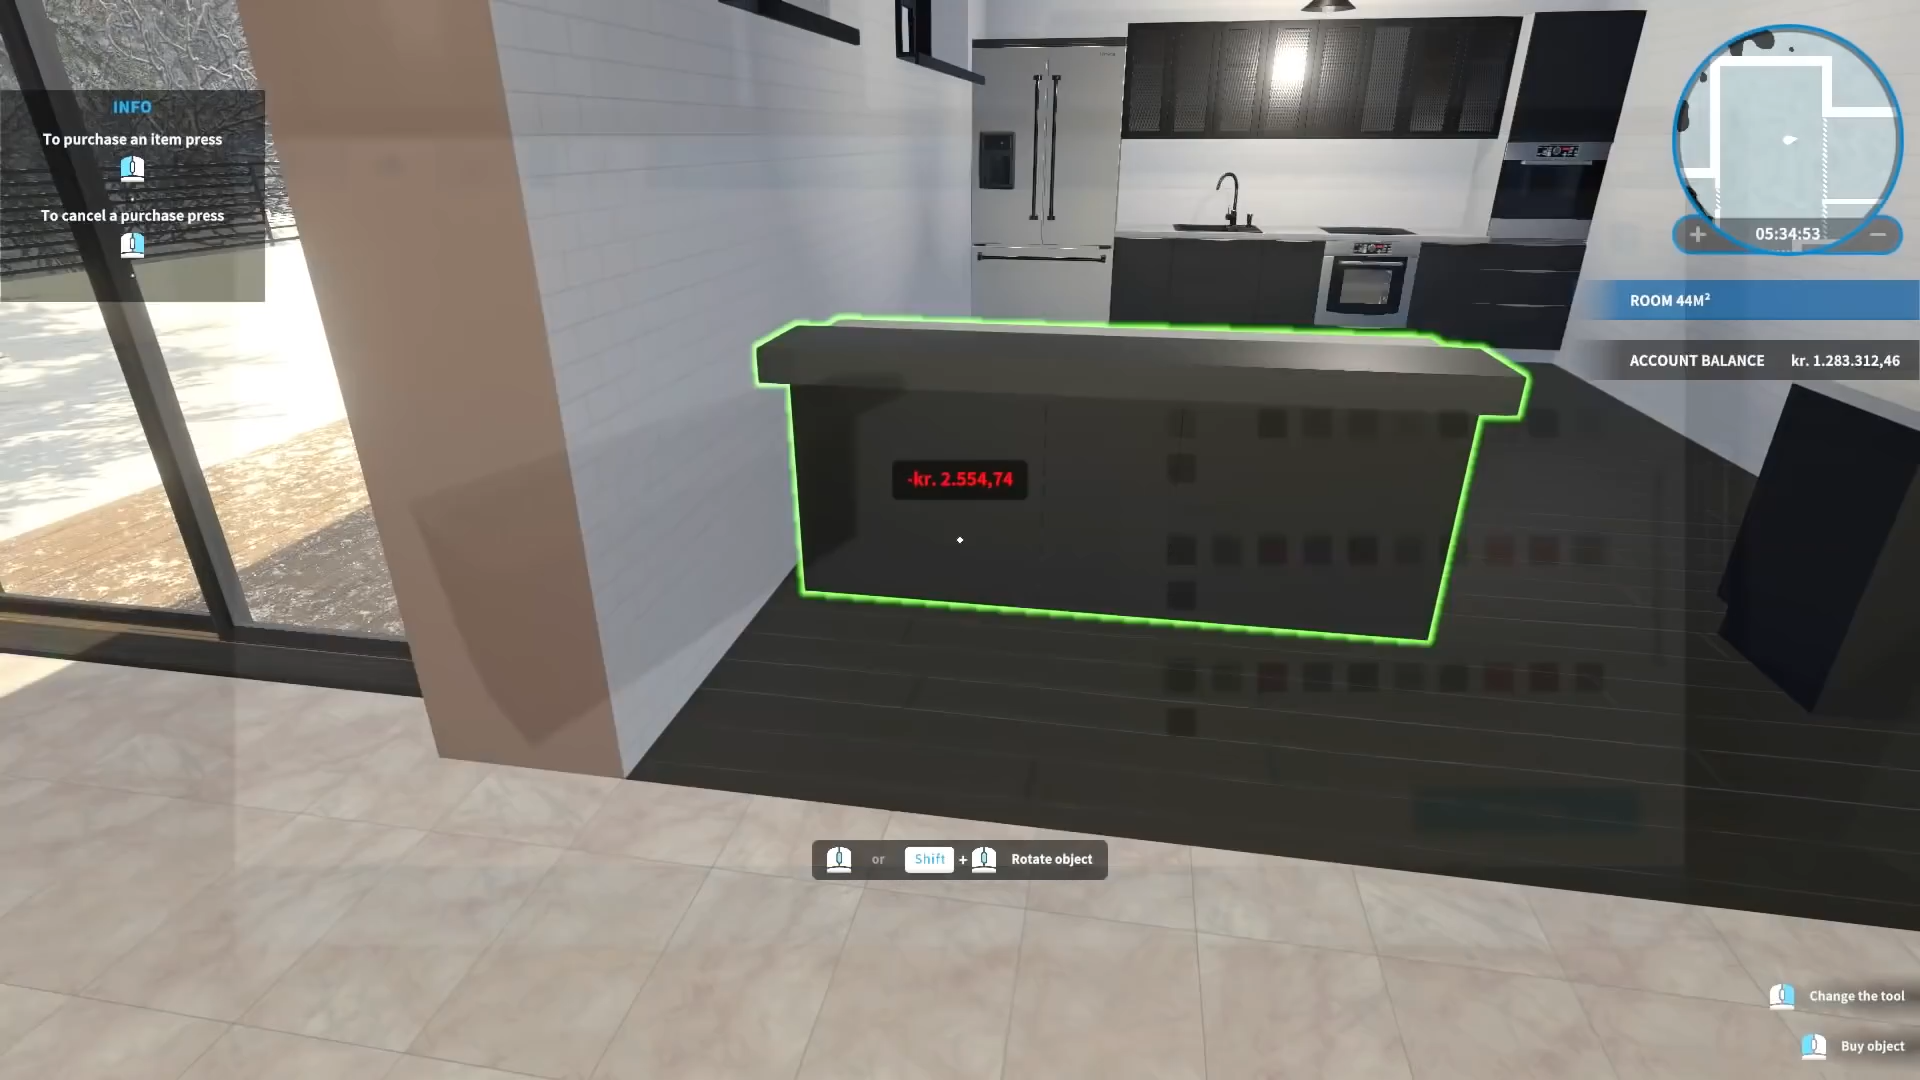 INFO
To purchase an item press
To cancel a purchase press
05:34:53
ROOM 44M²
ACCOUNT BALANCE kr. 1.283.312,46
-kr. 2.554,74
or Shift + Rotate object
Change the tool
Buy object